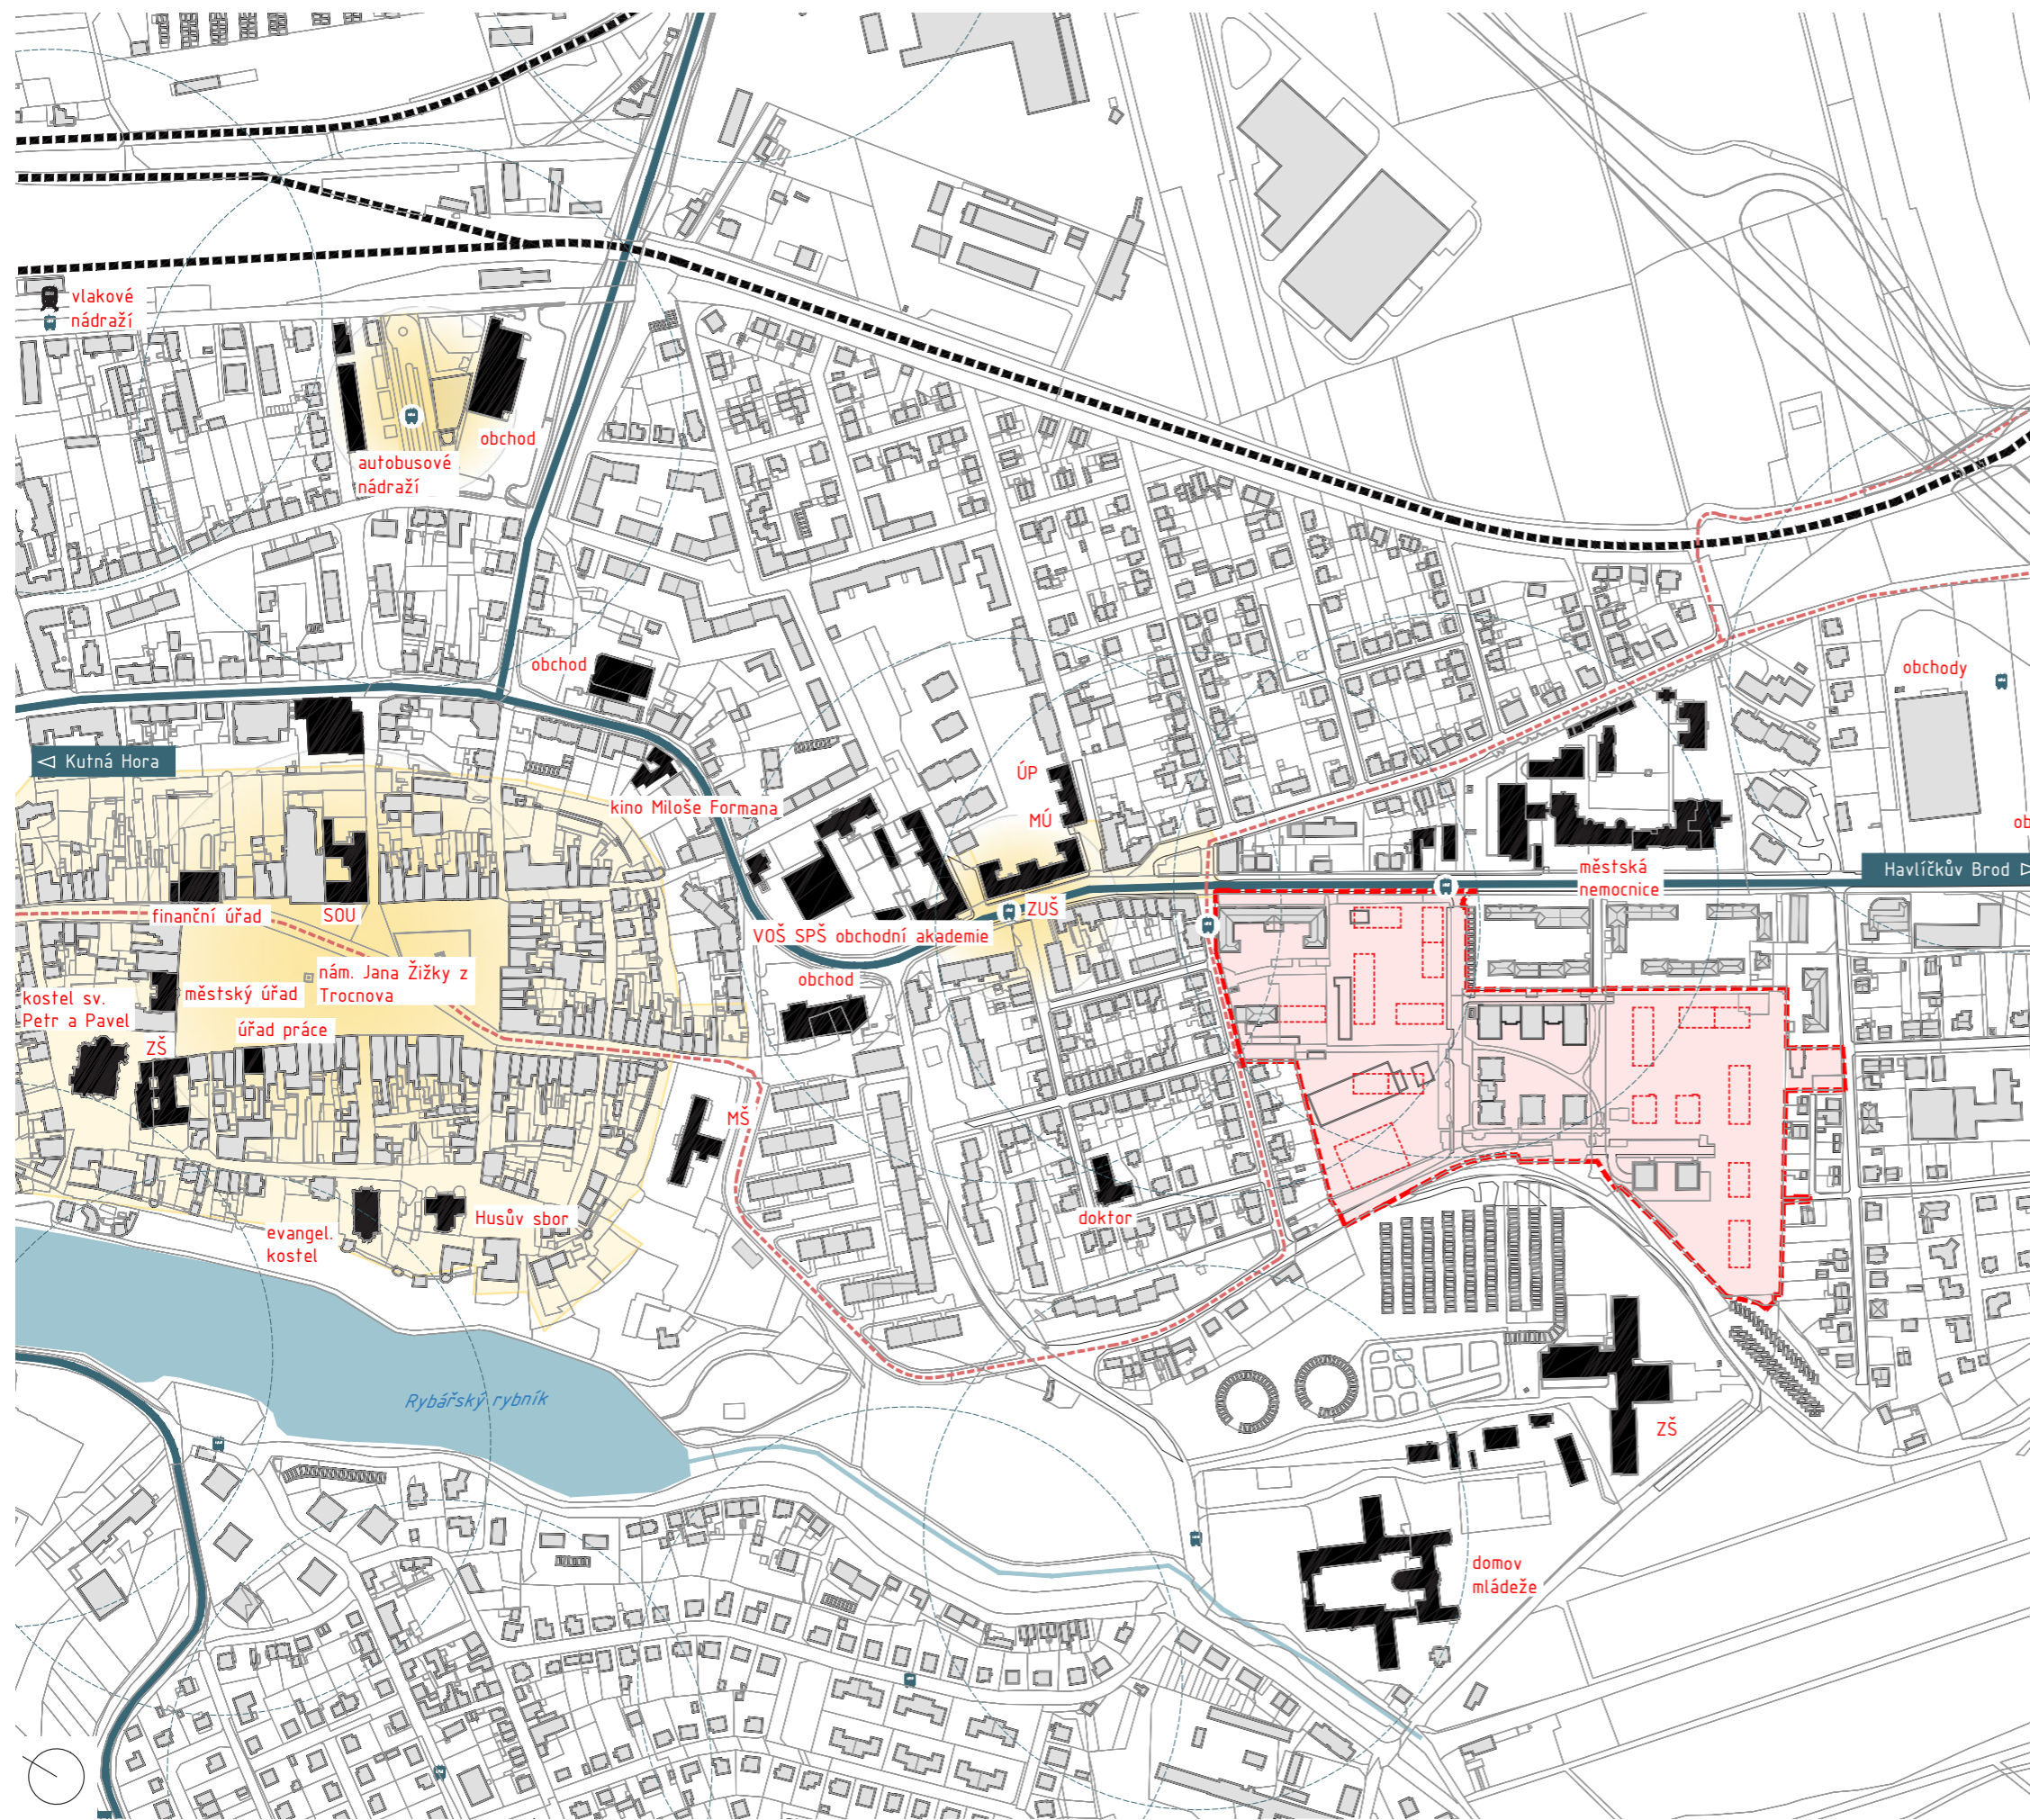 vlakové
nádraží
obchod
autobusové
nádraží
obchod
obchody
Kutná Hora
ÚP
kino Miloše Formana
MÚ
ob
městská
nemocnice
Havlíčkův Brod
finanční úřad
SOU
ZUŠ
VOŠ SPŠ obchodní akademie
nám. Jana Žižky z
Trocnova
obchod
kostel sv.
Petr a Pavel
městský úřad
úřad práce
ZŠ
MŠ
Husův sbor
doktor
evangel.
kostel
Rybářský rybník
ZŠ
domov
mládeže